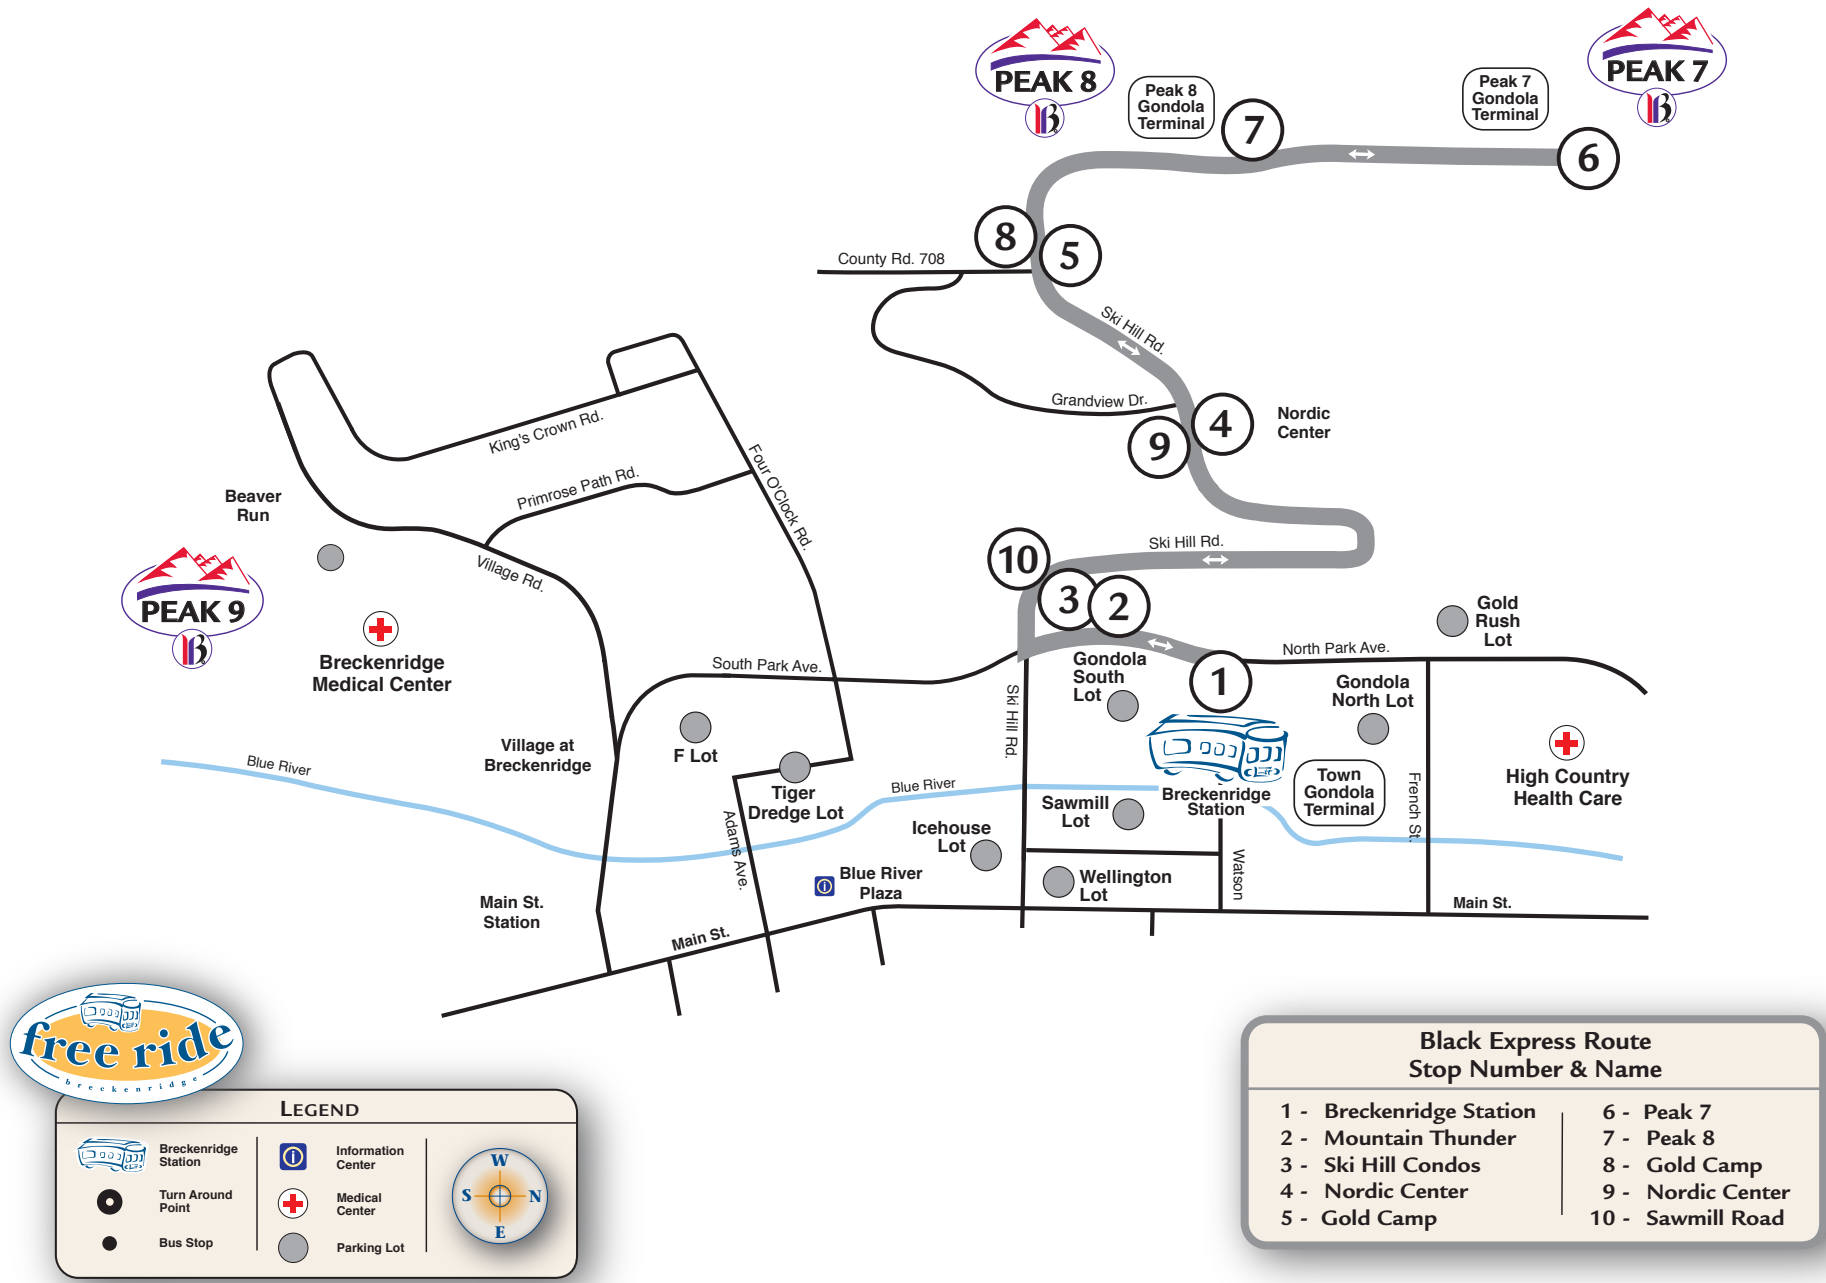 PEAK 8
B
Peak 8
Gondola
Terminal
7
Peak 7
Gondola
Terminal
PEAK 7
B
6
8
5
County Rd. 708
Ski Hill Rd.
Grandview Dr.
4
9
Nordic
Center
King's Crown Rd.
Primrose Path Rd.
Four O'Clock Rd.
Beaver
Run
Village Rd.
PEAK 9
B
Breckenridge
Medical Center
10
3
2
Ski Hill Rd.
Gold
Rush
Lot
South Park Ave.
North Park Ave.
Gondola
South
Lot
1
Gondola
North Lot
Ski Hill Rd.
F Lot
Village at
Breckenridge
Blue River
Tiger
Dredge Lot
Blue River
Breckenridge
Station
Town
Gondola
Terminal
French St.
High Country
Health Care
Sawmill
Lot
Icehouse
Lot
Adams Ave.
Blue River
Plaza
Wellington
Lot
Watson
Main St.
Station
Main St.
Main St.
free ride
breckenridge
LEGEND
Breckenridge
Station
Turn Around
Point
Bus Stop
Information
Center
Medical
Center
Parking Lot
W
S
N
E
Black Express Route
Stop Number & Name
1 - Breckenridge Station
2 - Mountain Thunder
3 - Ski Hill Condos
4 - Nordic Center
5 - Gold Camp
6 - Peak 7
7 - Peak 8
8 - Gold Camp
9 - Nordic Center
10 - Sawmill Road